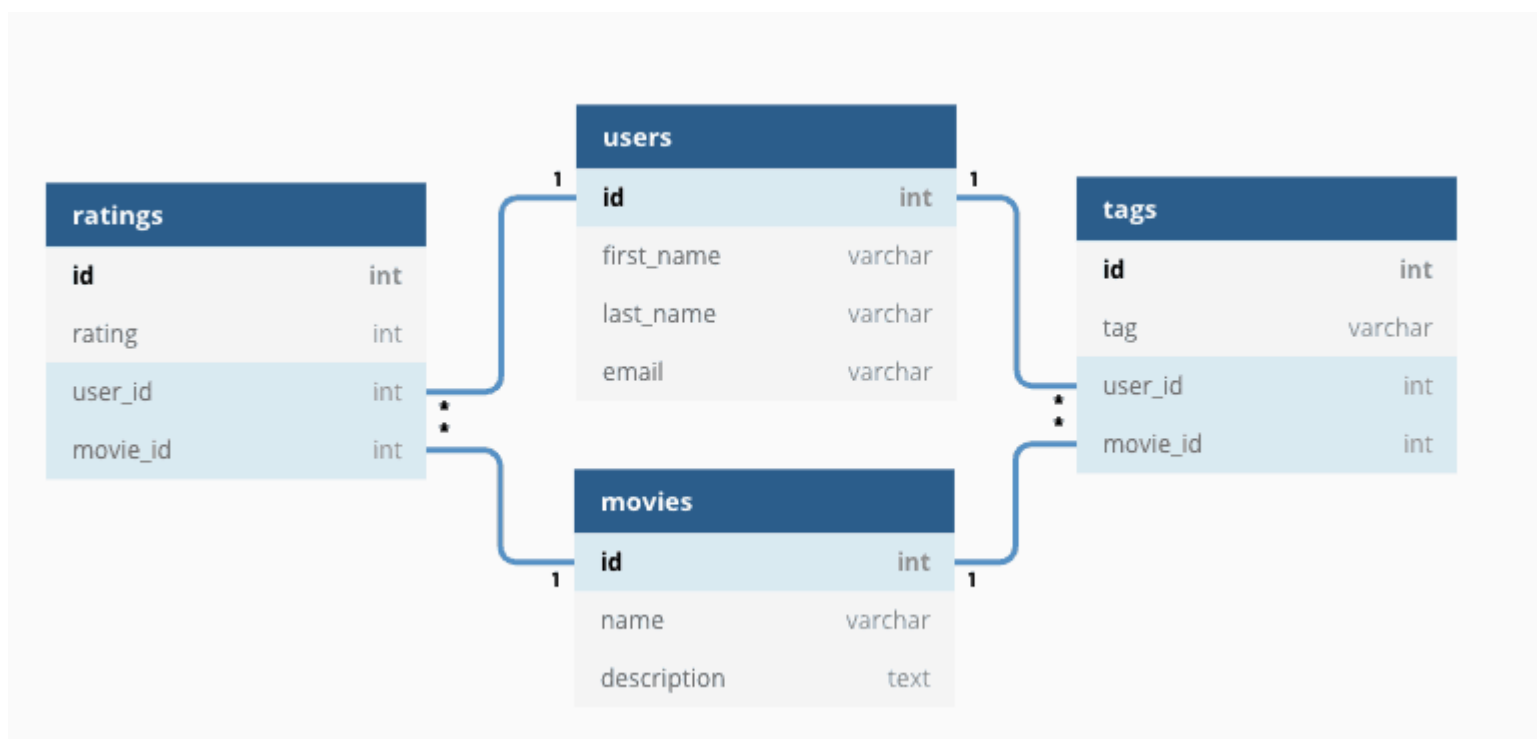 users
1
id int
1
first_name varchar
last_name varchar
email varchar
ratings
id int
rating int
user_id int
*
*
movie_id int
tags
id int
tag varchar
user_id int
*
*
movie_id int
movies
id int
1
1
name varchar
description text